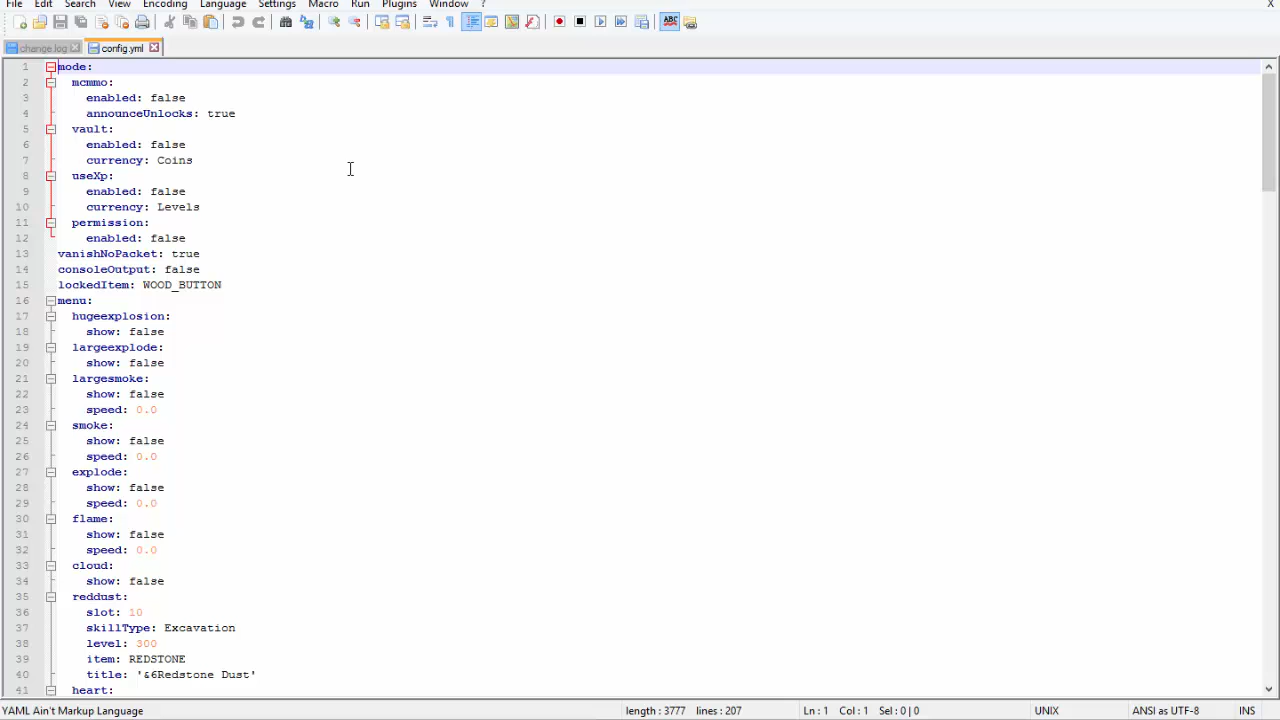 File Edit Search View Encoding Language Settings Macro Run Plugins Window ? X
change.log config.yml
1 mode:
2 mcmmo:
3 enabled: false
4 announceUnlocks: true
5 vault:
6 enabled: false
7 currency: Coins
8 useXp:
9 enabled: false
10 currency: Levels
11 permission:
12 enabled: false
13 vanishNoPacket: true
14 consoleOutput: false
15 lockedItem: WOOD_BUTTON
16 menu:
17 hugeexplosion:
18 show: false
19 largeexplode:
20 show: false
21 largesmoke:
22 show: false
23 speed: 0.0
24 smoke:
25 show: false
26 speed: 0.0
27 explode:
28 show: false
29 speed: 0.0
30 flame:
31 show: false
32 speed: 0.0
33 cloud:
34 show: false
35 reddust:
36 slot: 10
37 skillType: Excavation
38 level: 300
39 item: REDSTONE
40 title: '&6Redstone Dust'
41 heart:
YAML Ain't Markup Language length : 3777 lines : 207 Ln : 1 Col : 1 Sel : 0 | 0 UNIX ANSI as UTF-8 INS